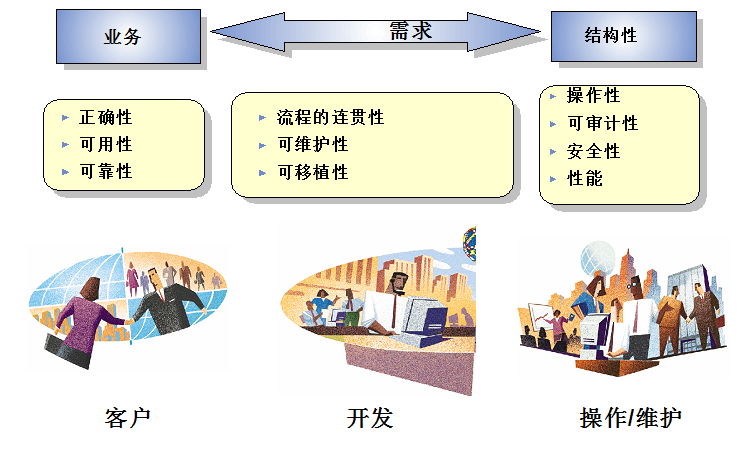 业务
需求
结构性
正确性
可用性
可靠性
流程的连贯性
可维护性
可移植性
操作性
可审计性
安全性
性能
客户
开发
操作/维护